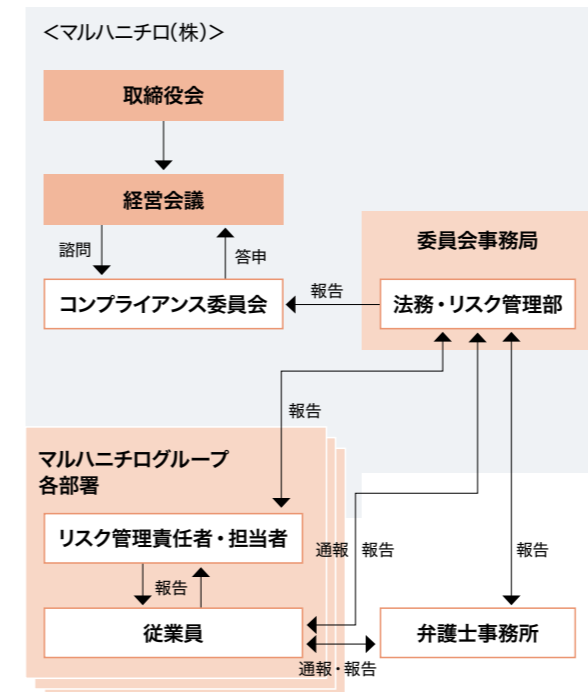 ＜マルハニチロ(株)＞
取締役会
経営会議
諮問
答申
委員会事務局
コンプライアンス委員会
報告
法務・リスク管理部
報告
マルハニチログループ
各部署
リスク管理責任者・担当者
通報
報告
報告
報告
従業員
弁護士事務所
通報・報告